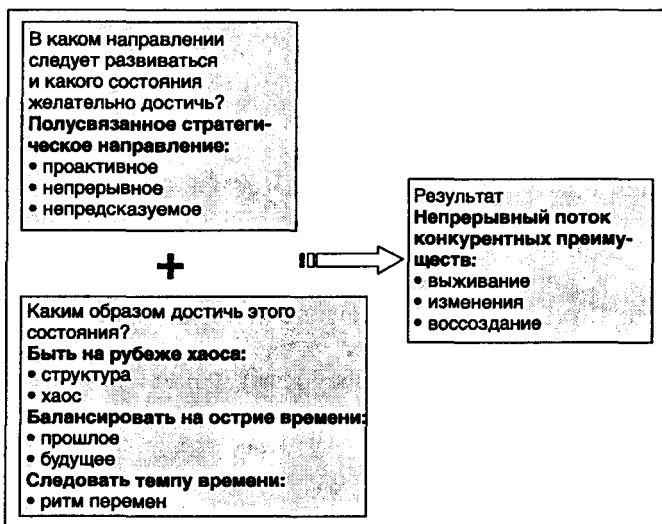 В каком направлении
следует развиваться
и какого состояния
желательно достичь?
Полусвязанное стратеги-
ческое направление:
• проактивное
• непрерывное
• непредсказуемое
+
Каким образом достичь этого
состояния?
Быть на рубеже хаоса:
• структура
• хаос
Балансировать на острие времени:
• прошлое
• будущее
Следовать темпу времени:
• ритм перемен
Результат
Непрерывный поток
конкурентных преиму-
ществ:
• выживание
• изменения
• воссоздание